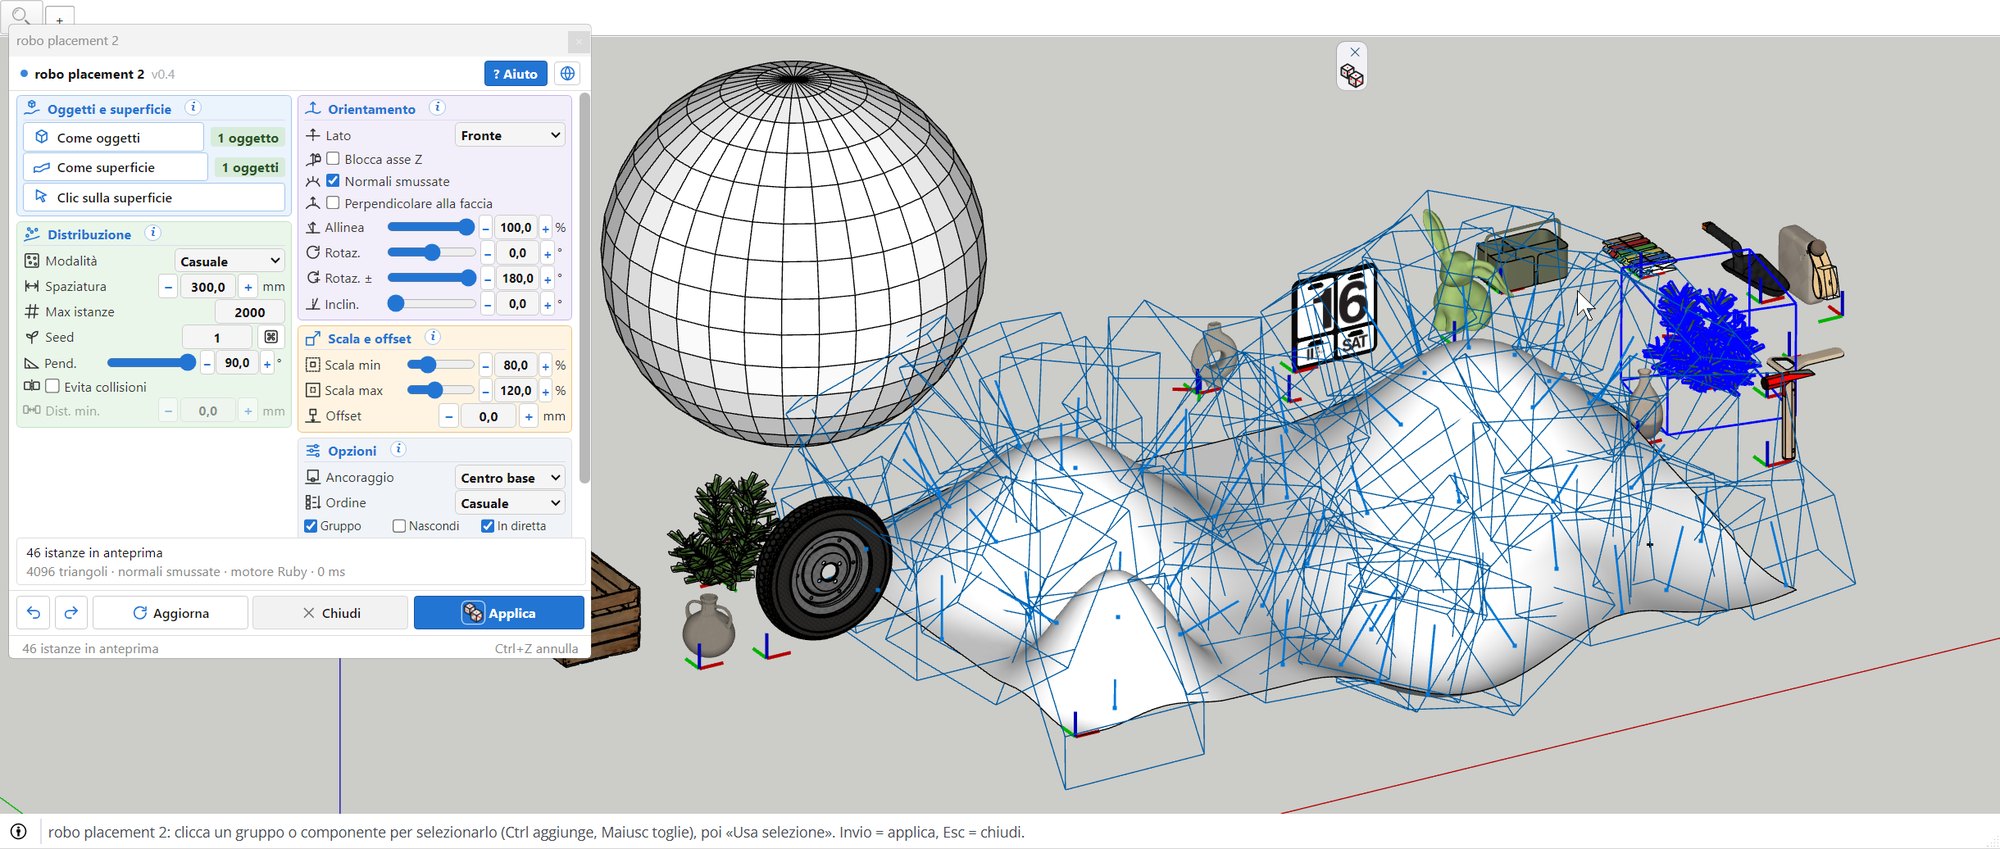 robo placement 2
robo placement 2 v0.4
? Aiuto
Oggetti e superficie
Come oggetti 1 oggetto
Come superficie 1 oggetti
Clic sulla superficie
Distribuzione
Modalità Casuale
Spaziatura − 300,0 + mm
Max istanze 2000
Seed 1
Pend. − 90,0 + °
Evita collisioni
Dist. min. − 0,0 + mm
Orientamento
Lato Fronte
Blocca asse Z
Normali smussate
Perpendicolare alla faccia
Allinea − 100,0 + %
Rotaz. − 0,0 + °
Rotaz. ± − 180,0 + °
Inclin. − 0,0 + °
Scala e offset
Scala min − 80,0 + %
Scala max − 120,0 + %
Offset − 0,0 + mm
Opzioni
Ancoraggio Centro base
Ordine Casuale
Gruppo Nascondi In diretta
46 istanze in anteprima
4096 triangoli · normali smussate · motore Ruby · 0 ms
Aggiorna Chiudi Applica
46 istanze in anteprima Ctrl+Z annulla
16
SAT
robo placement 2: clicca un gruppo o componente per selezionarlo (Ctrl aggiunge, Maiusc toglie), poi «Usa selezione». Invio = applica, Esc = chiudi.